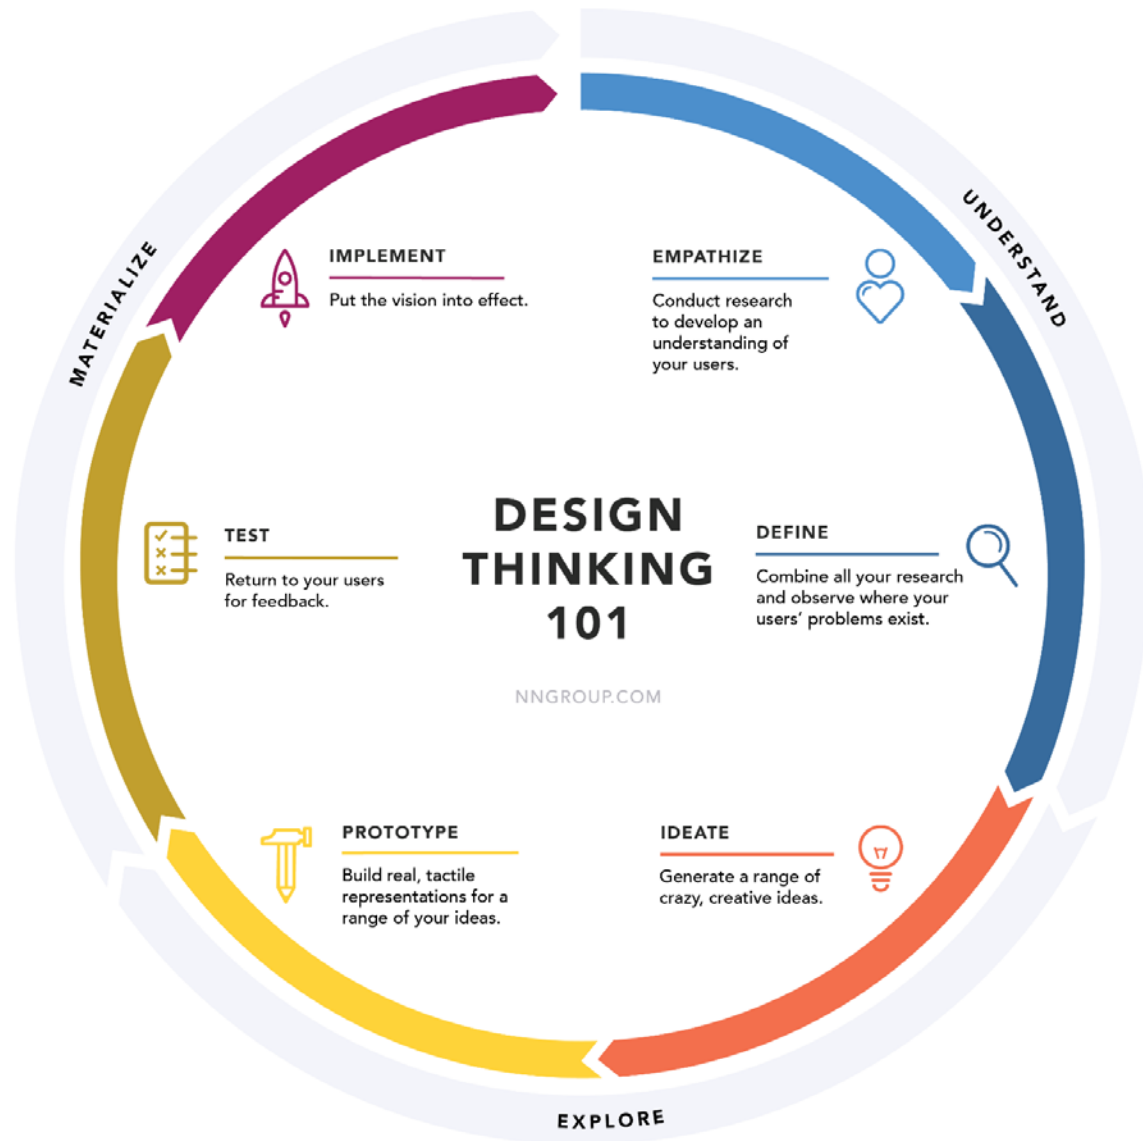 DESIGN
THINKING
101
NNGROUP.COM
UNDERSTAND
EMPATHIZE
Conduct research
to develop an
understanding of
your users.
DEFINE
Combine all your research
and observe where your
users’ problems exist.
EXPLORE
IDEATE
Generate a range of
crazy, creative ideas.
PROTOTYPE
Build real, tactile
representations for a
range of your ideas.
MATERIALIZE
TEST
Return to your users
for feedback.
IMPLEMENT
Put the vision into effect.